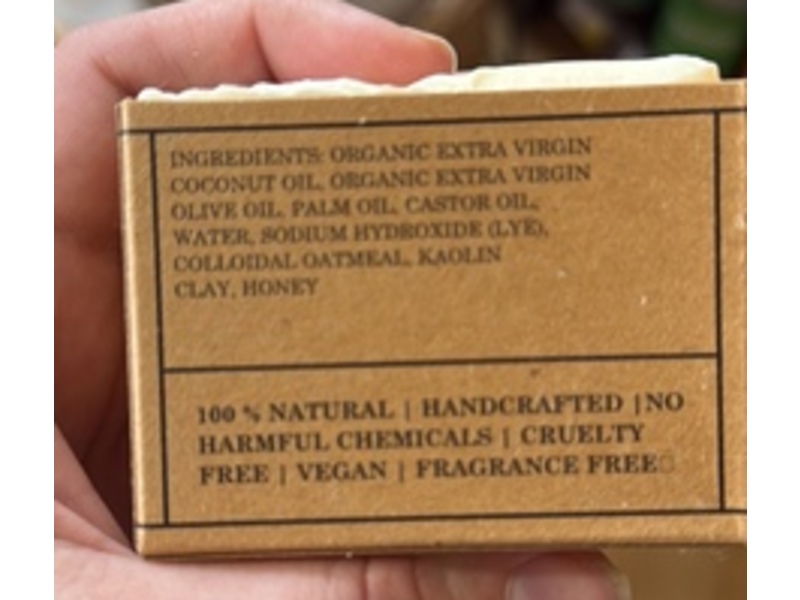 INGREDIENTS: ORGANIC EXTRA VIRGIN
COCONUT OIL, ORGANIC EXTRA VIRGIN
OLIVE OIL, PALM OIL, CASTOR OIL,
WATER, SODIUM HYDROXIDE (LYE),
COLLOIDAL OATMEAL, KAOLIN
CLAY, HONEY
100 % NATURAL | HANDCRAFTED | NO
HARMFUL CHEMICALS | CRUELTY
FREE | VEGAN | FRAGRANCE FREE